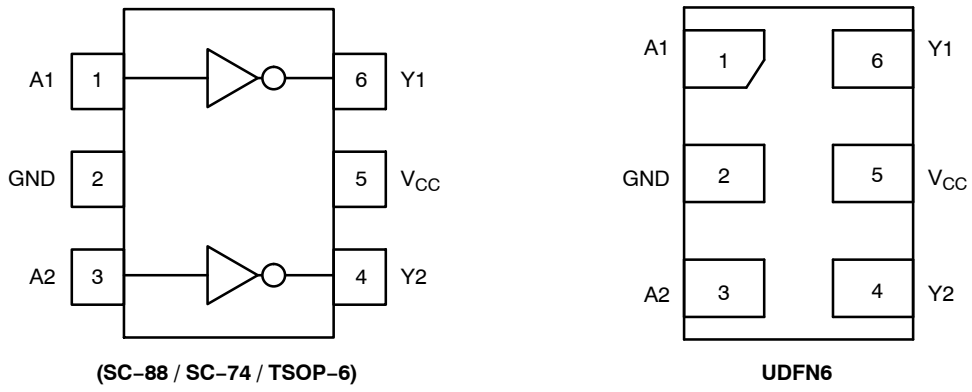 A1 1 6 Y1
GND 2 5 VCC
A2 3 4 Y2
(SC−88 / SC−74 / TSOP−6)
A1 1 6 Y1
GND 2 5 VCC
A2 3 4 Y2
UDFN6